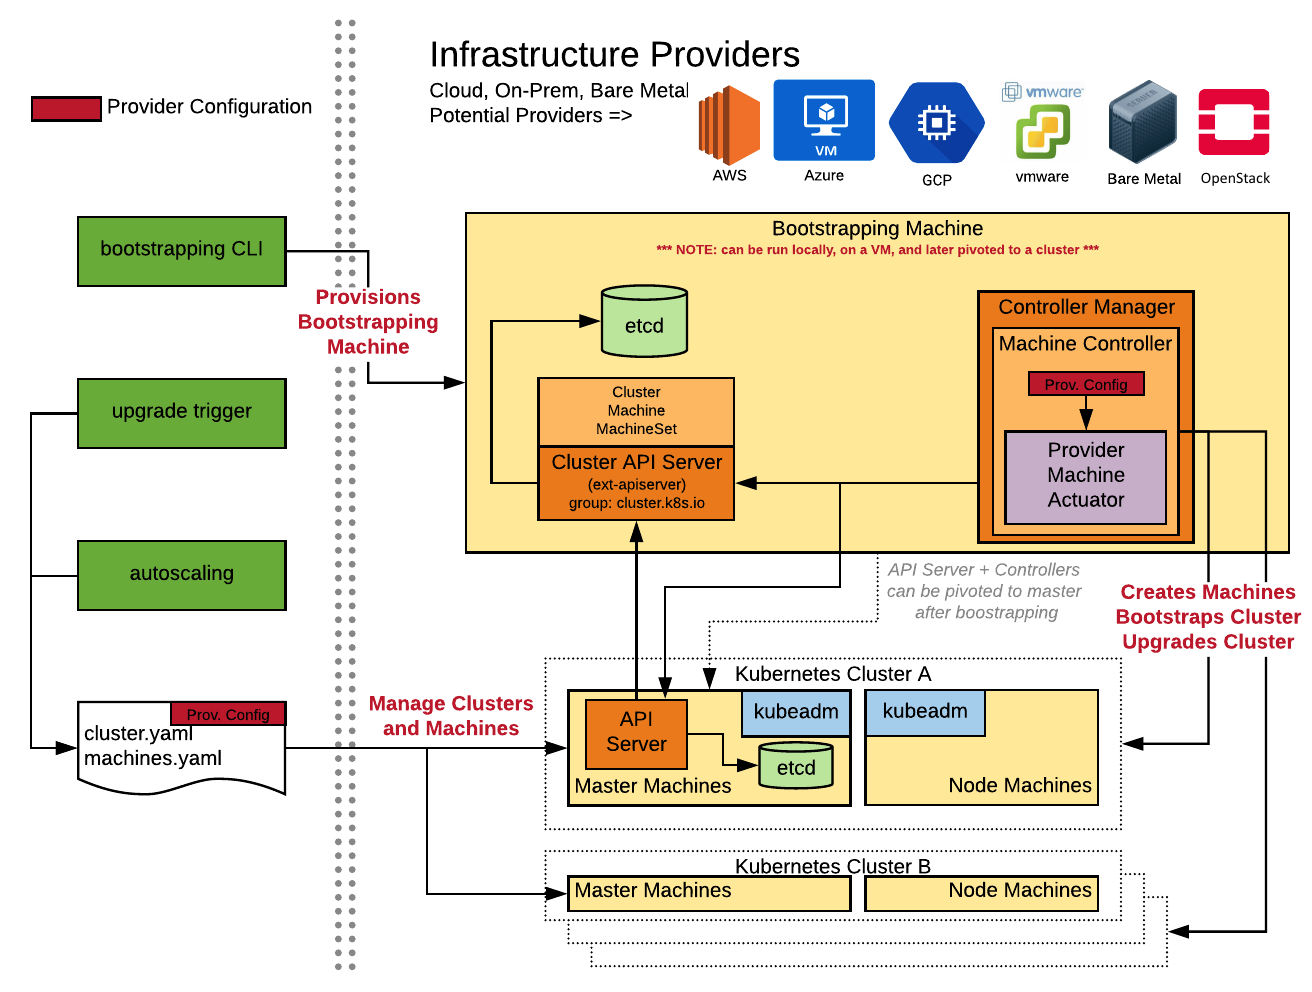 Infrastructure Providers
Cloud, On-Prem, Bare Metal
Potential Providers =>
Provider Configuration
vmware
VM
AWS
Azure
GCP
vmware
SERVER
Bare Metal
OpenStack
bootstrapping CLI
Provisions
Bootstrapping
Machine
upgrade trigger
autoscaling
Prov. Config
cluster.yaml
machines.yaml
Manage Clusters
and Machines
Bootstrapping Machine
*** NOTE: can be run locally, on a VM, and later pivoted to a cluster ***
etcd
Cluster
Machine
MachineSet
Cluster API Server
(ext-apiserver)
group: cluster.k8s.io
Controller Manager
Machine Controller
Prov. Config
Provider
Machine
Actuator
API Server + Controllers
can be pivoted to master
after boostrapping
Creates Machines
Bootstraps Cluster
Upgrades Cluster
Kubernetes Cluster A
API
Server
kubeadm
etcd
Master Machines
kubeadm
Node Machines
Kubernetes Cluster B
Master Machines
Node Machines